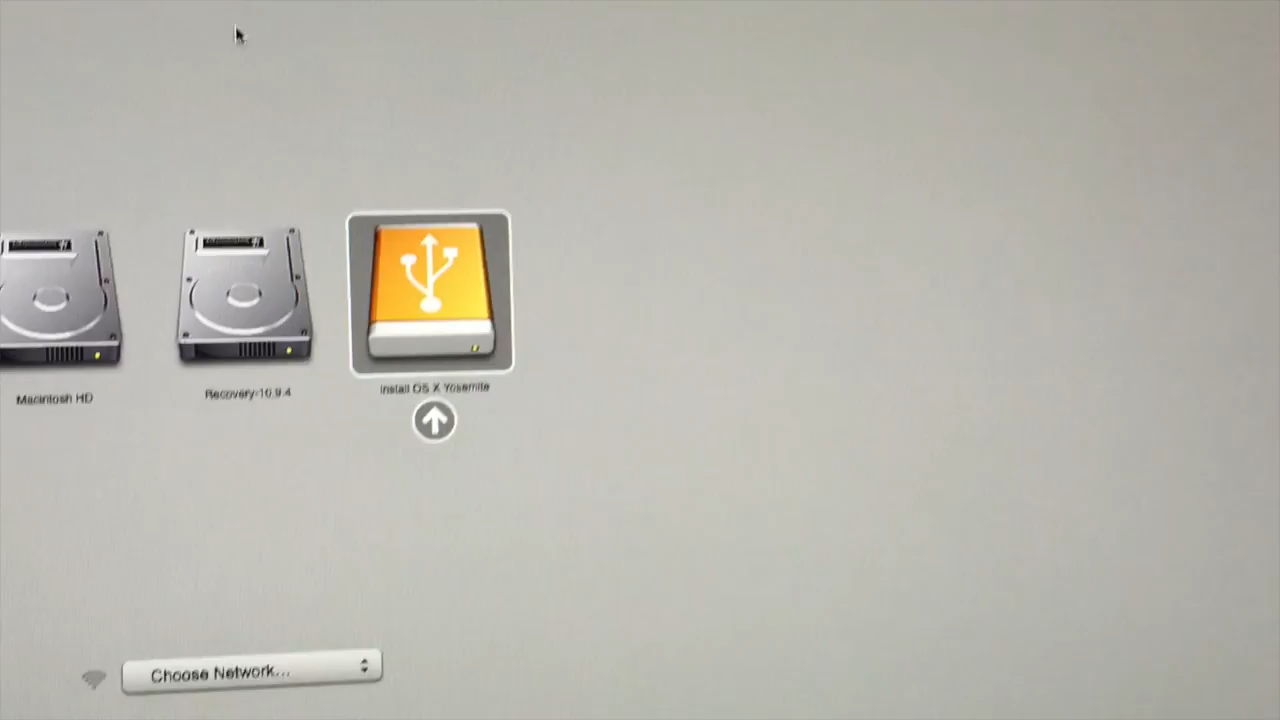 Macintosh HD
Recovery-10.9.4
Install OS X Yosemite
Choose Network...